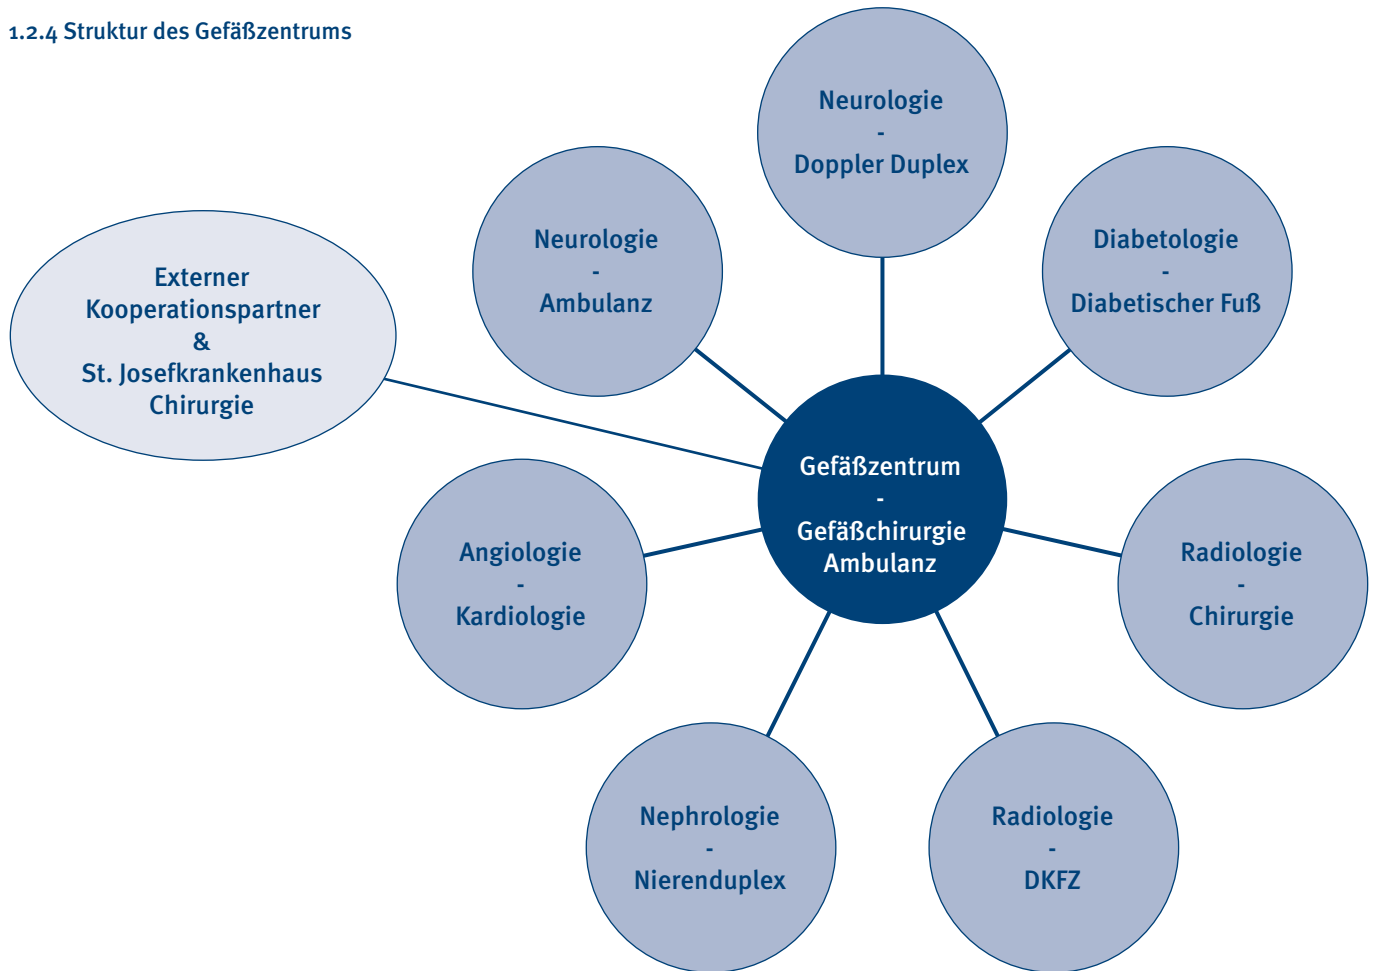 1.2.4 Struktur des Gefäßzentrums
Neurologie
-
Doppler Duplex
Neurologie
-
Ambulanz
Diabetologie
-
Diabetischer Fuß
Externer
Kooperationspartner
&
St. Josefkrankenhaus
Chirurgie
Gefäßzentrum
-
Gefäßchirurgie
Ambulanz
Angiologie
-
Kardiologie
Radiologie
-
Chirurgie
Nephrologie
-
Nierenduplex
Radiologie
-
DKFZ